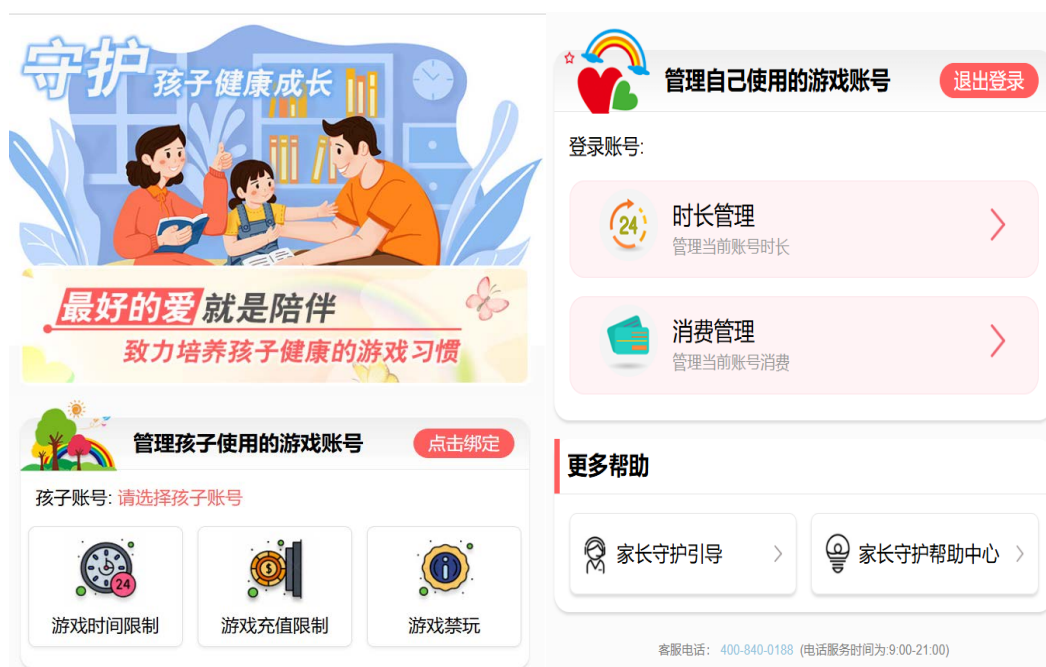 守护 孩子健康成长
最好的爱 就是陪伴
致力培养孩子健康的游戏习惯
管理孩子使用的游戏账号
点击绑定
孩子账号: 请选择孩子账号
24
游戏时间限制
游戏充值限制
游戏禁玩
管理自己使用的游戏账号
退出登录
登录账号:
24
时长管理
管理当前账号时长
消费管理
管理当前账号消费
更多帮助
家长守护引导
家长守护帮助中心
客服电话: 400-840-0188 (电话服务时间为:9:00-21:00)